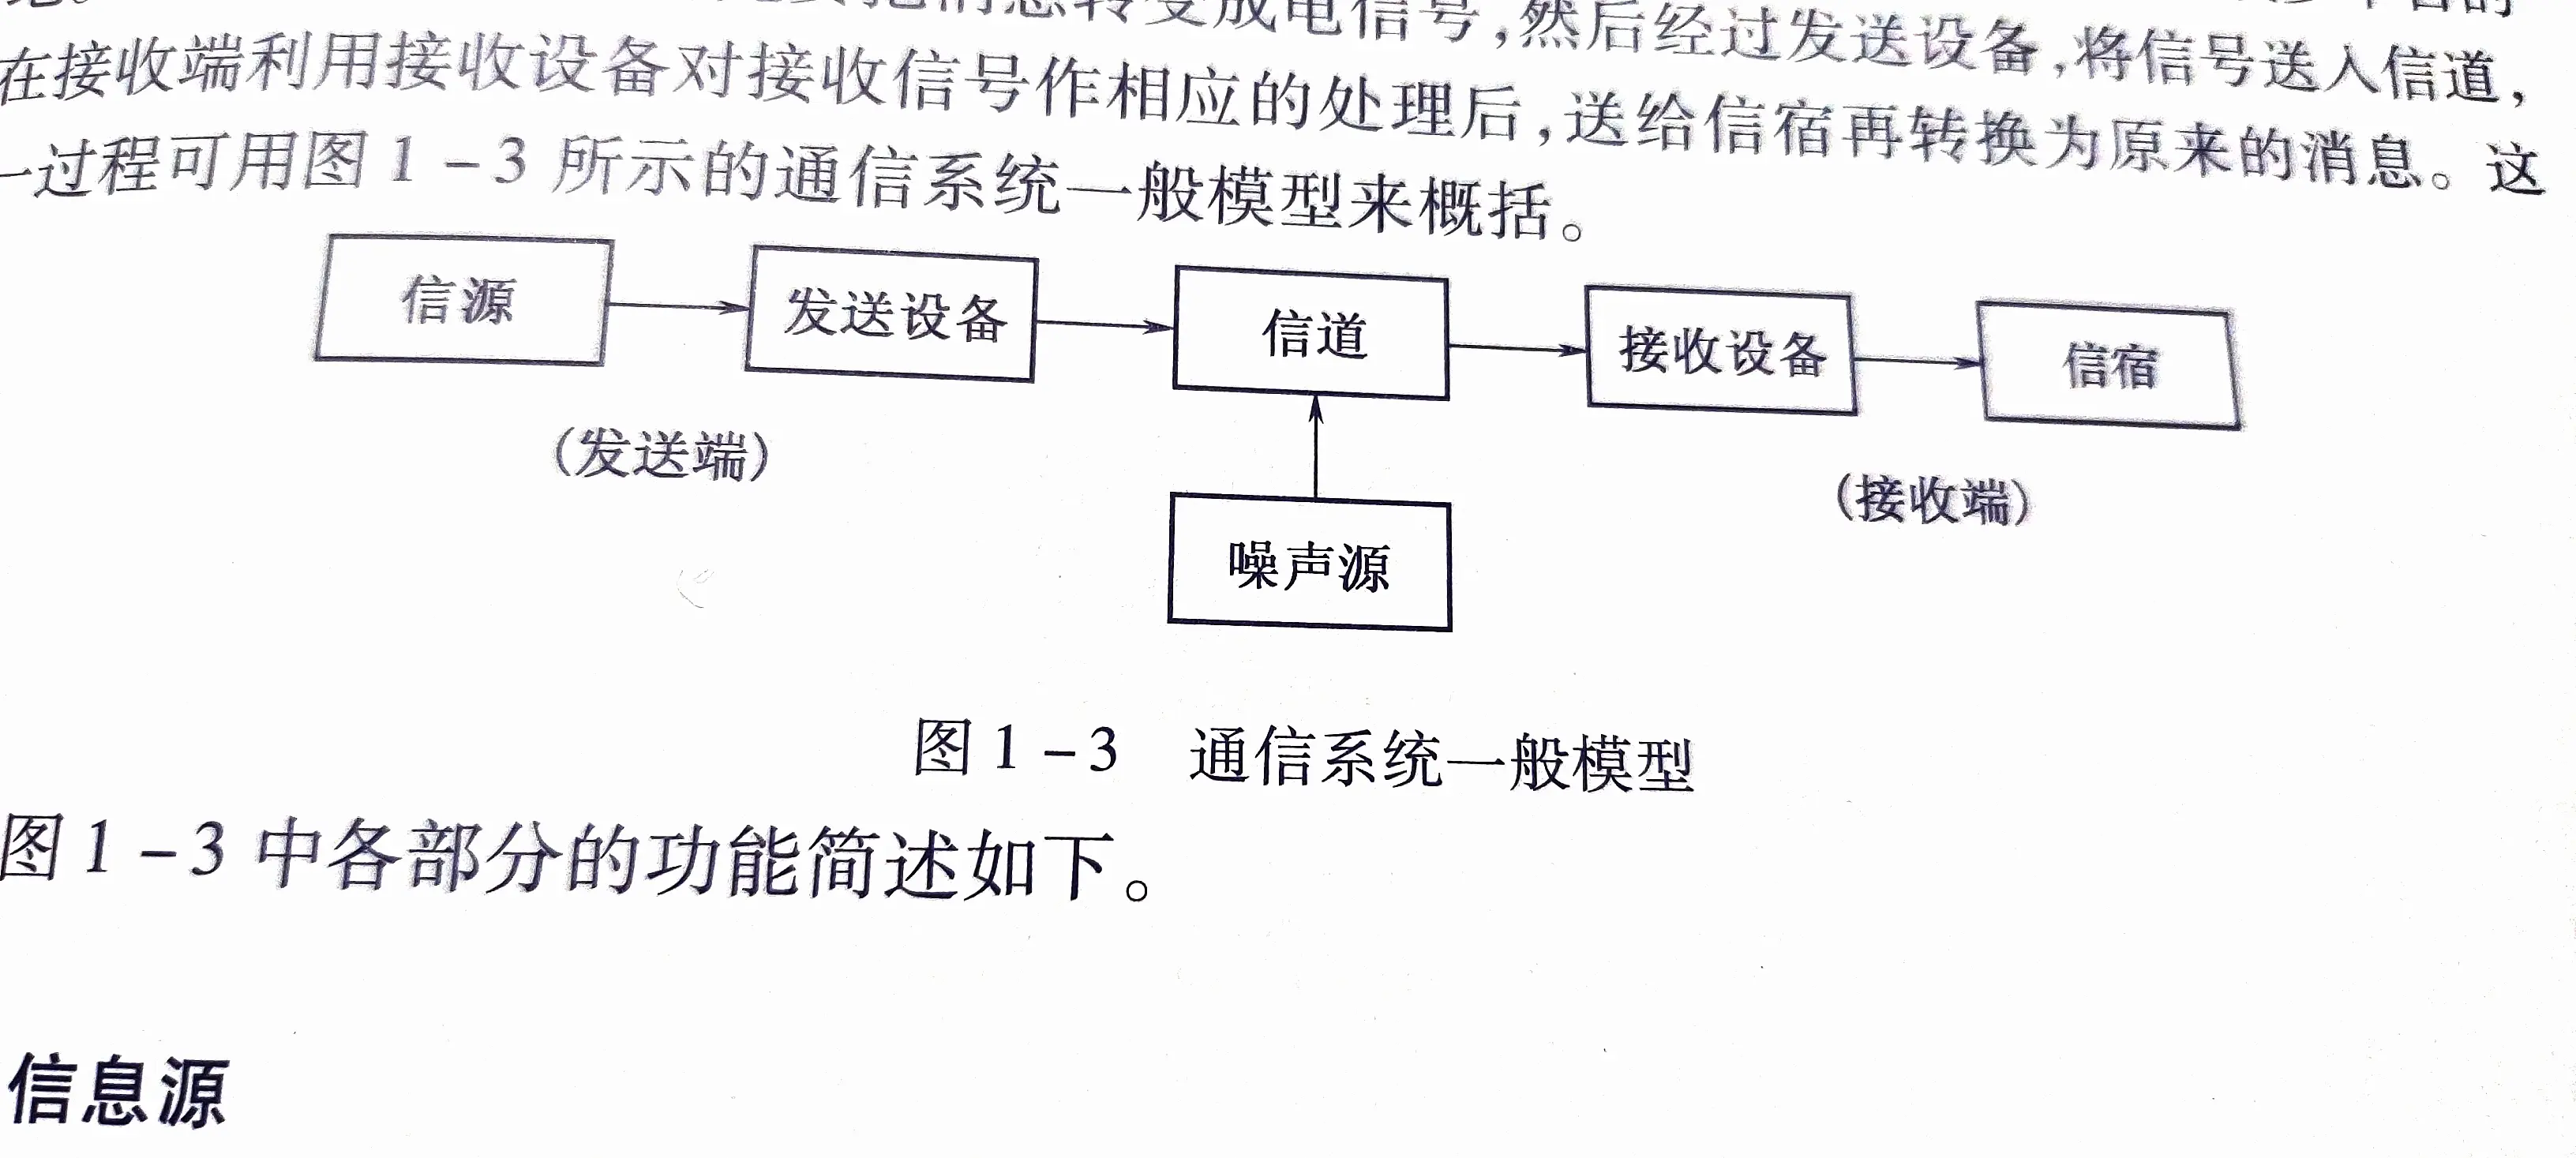 消息转变成电信号,然后经过发送设备,将信号送入信道,
在接收端利用接收设备对接收信号作相应的处理后,送给信宿再转换为原来的消息。这
一过程可用图1-3所示的通信系统一般模型来概括。
信源 发送设备 信道 接收设备 信宿
(发送端) (接收端)
噪声源
图1-3 通信系统一般模型
图1-3中各部分的功能简述如下。
信息源